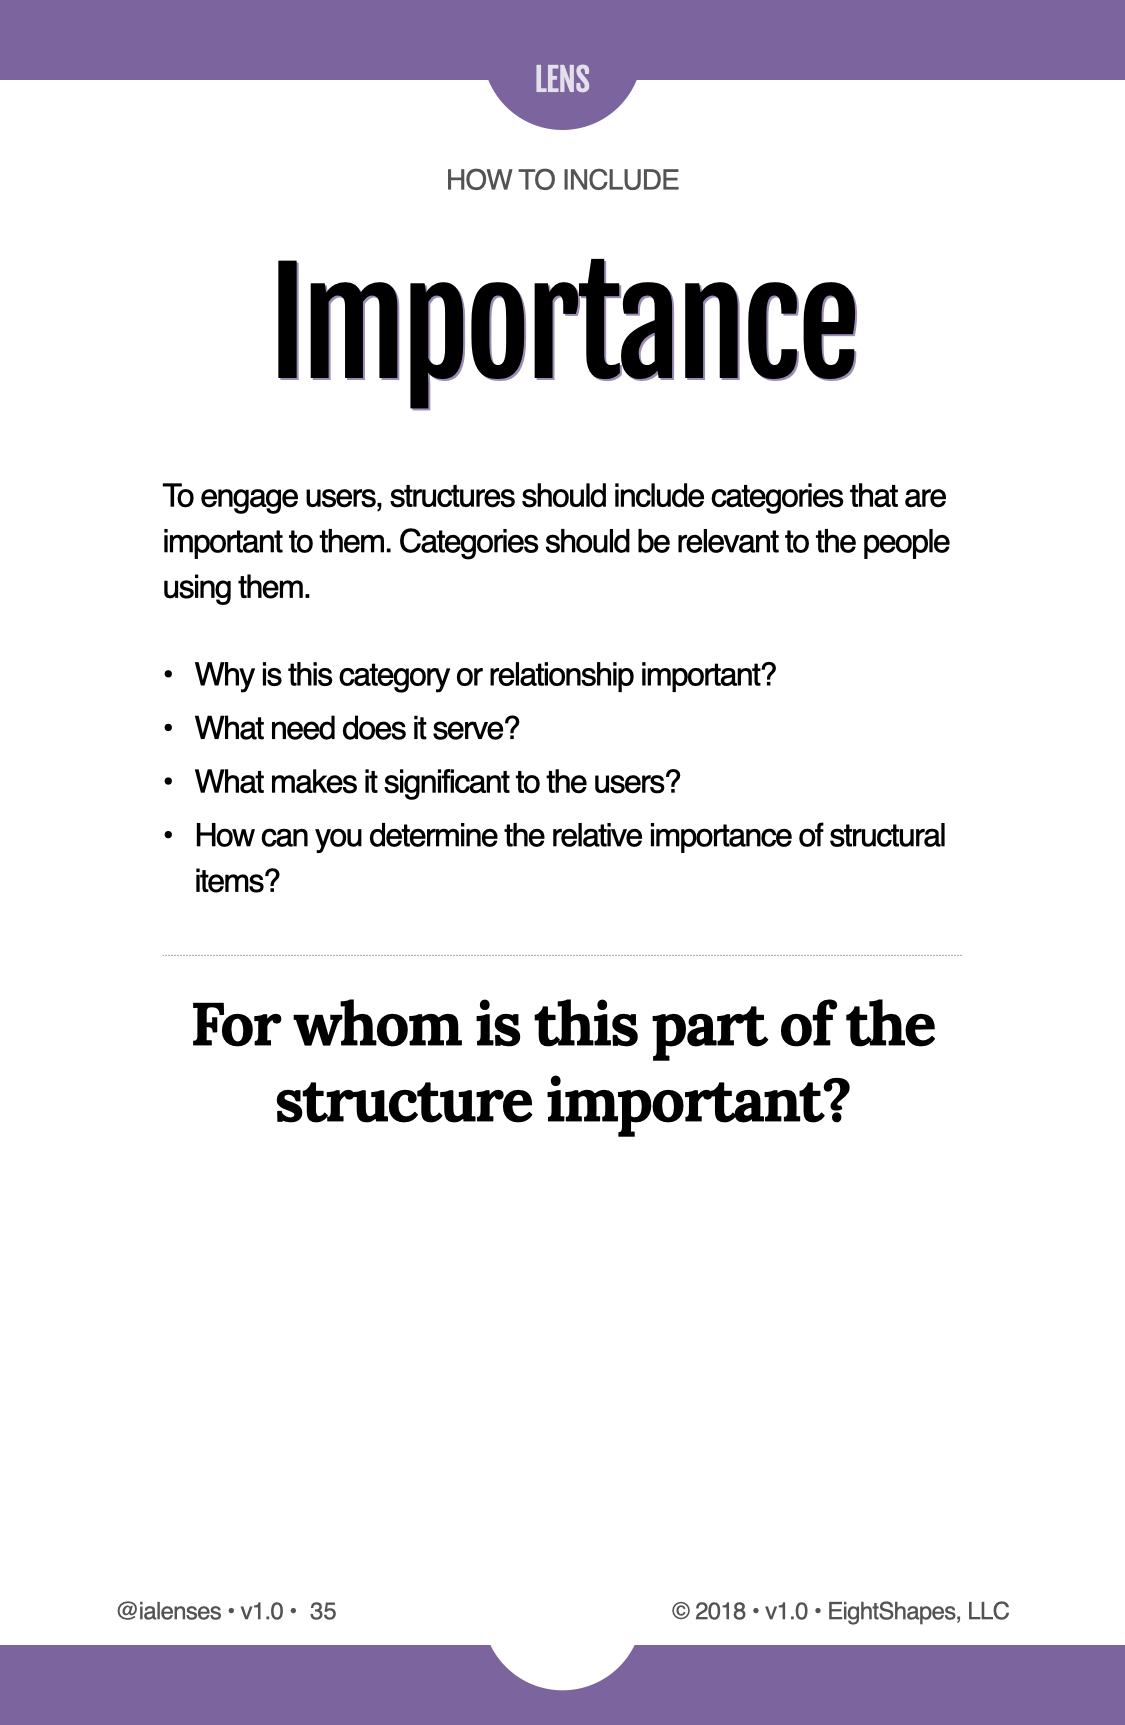 LENS
HOW TO INCLUDE
Importance
To engage users, structures should include categories that are
important to them. Categories should be relevant to the people
using them.
• Why is this category or relationship important?
• What need does it serve?
• What makes it significant to the users?
• How can you determine the relative importance of structural
items?
For whom is this part of the
structure important?
@ialenses • v1.0 • 35
© 2018 • v1.0 • EightShapes, LLC